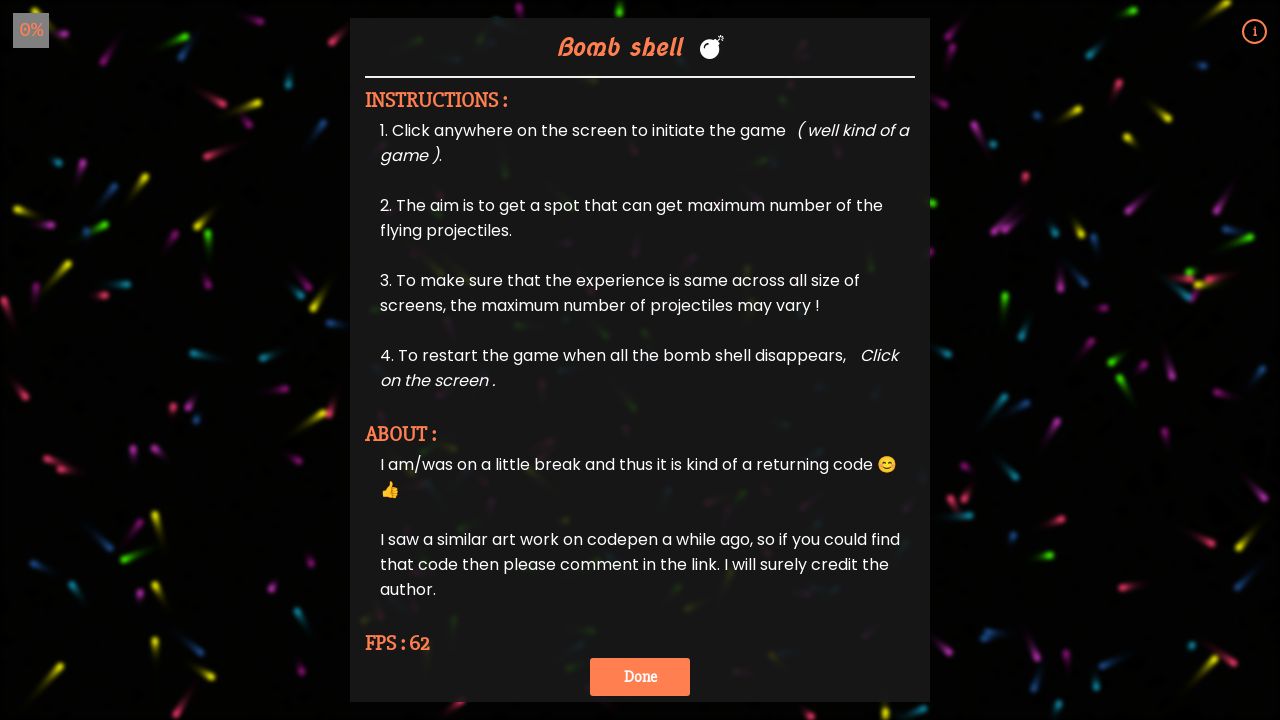 0%
Bomb shell 💣
i
INSTRUCTIONS :
1. Click anywhere on the screen to initiate the game ( well kind of a
game ).
2. The aim is to get a spot that can get maximum number of the
flying projectiles.
3. To make sure that the experience is same across all size of
screens, the maximum number of projectiles may vary !
4. To restart the game when all the bomb shell disappears, Click
on the screen .
ABOUT :
I am/was on a little break and thus it is kind of a returning code 😊
👍
I saw a similar art work on codepen a while ago, so if you could find
that code then please comment in the link. I will surely credit the
author.
FPS : 62
Done